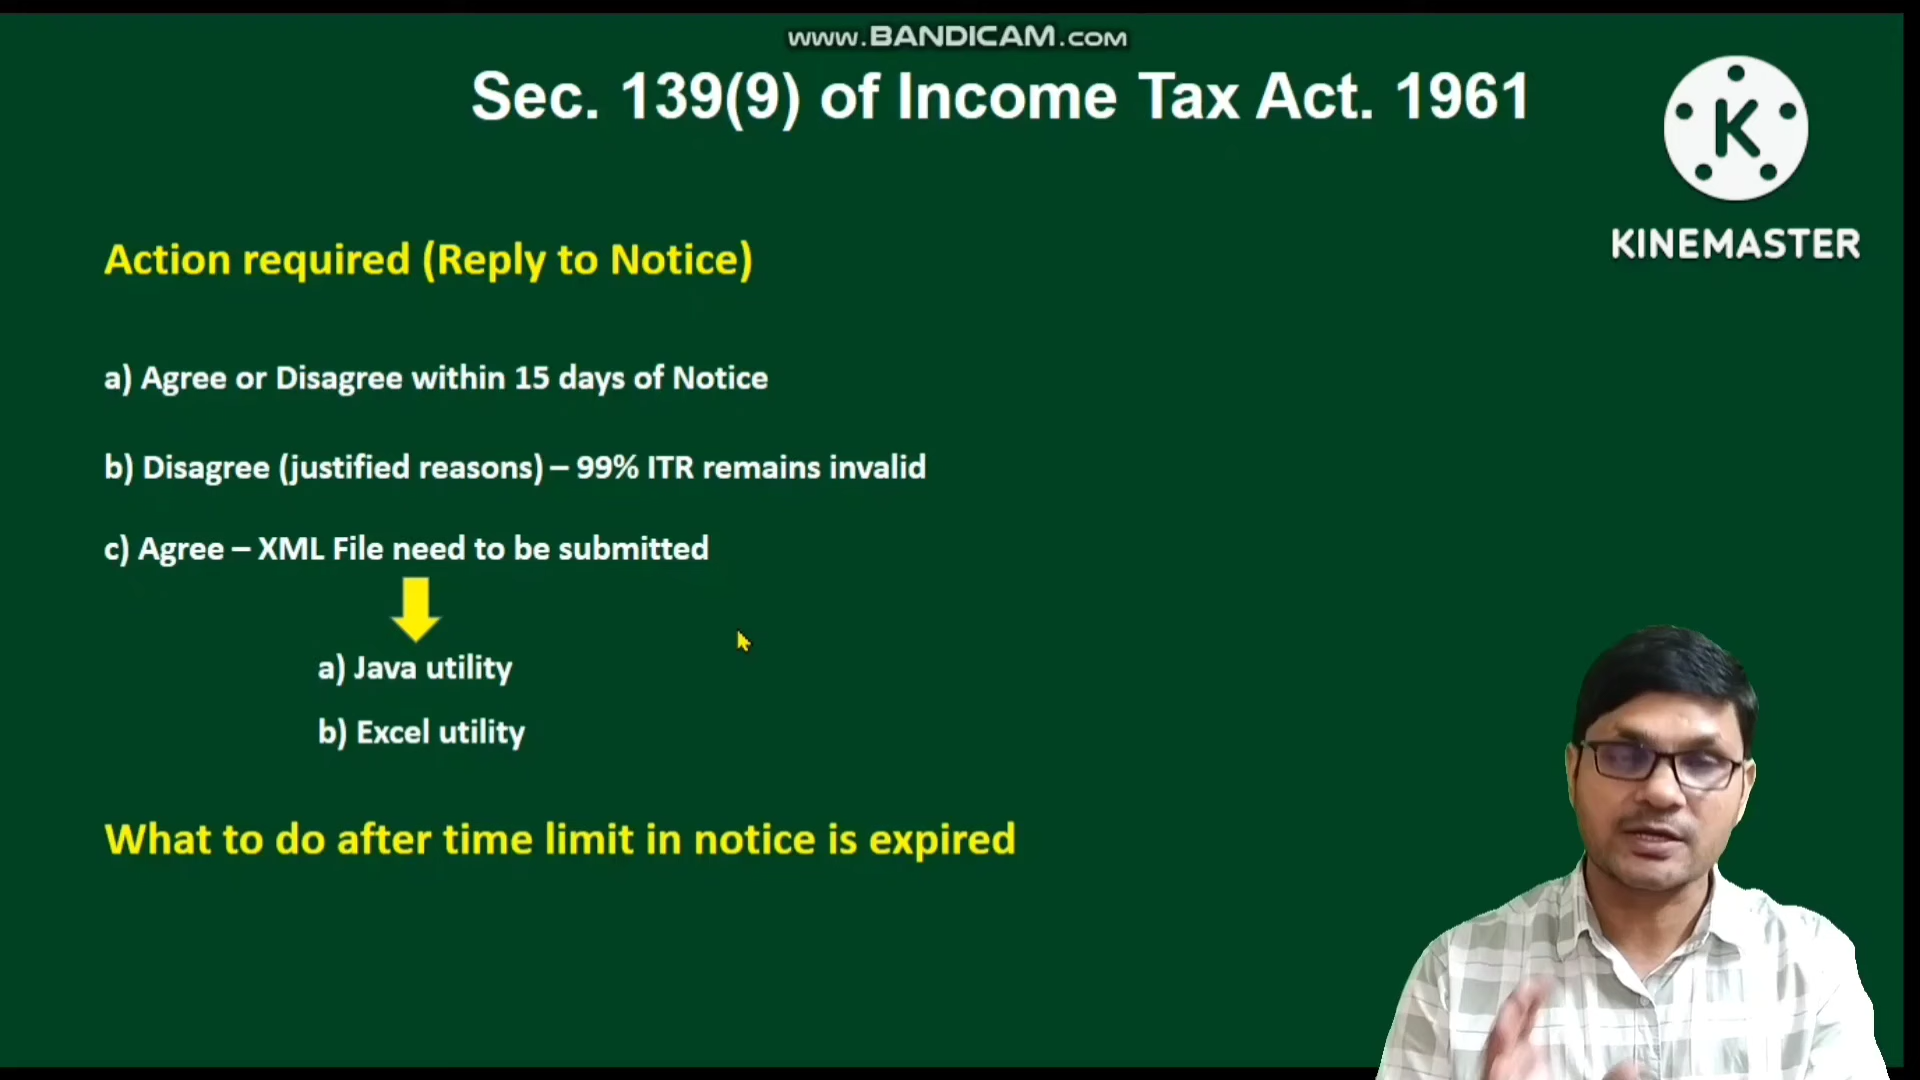 www.BANDICAM.com
Sec. 139(9) of Income Tax Act. 1961
K
KINEMASTER
Action required (Reply to Notice)
a) Agree or Disagree within 15 days of Notice
b) Disagree (justified reasons) – 99% ITR remains invalid
c) Agree – XML File need to be submitted
a) Java utility
b) Excel utility
What to do after time limit in notice is expired